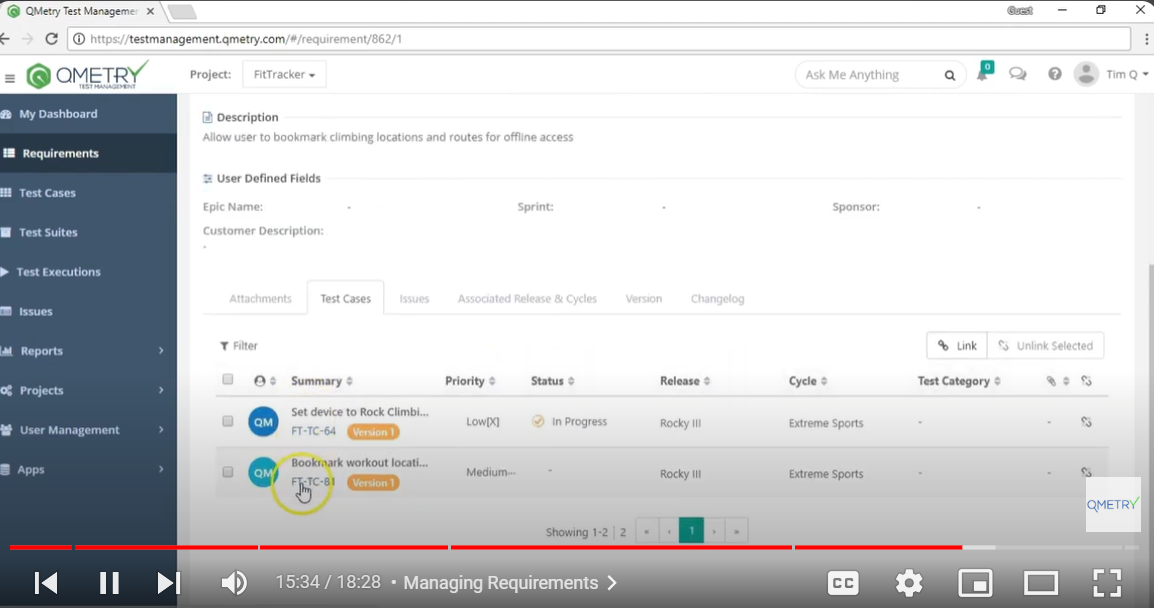 QMetry Test Managemen
Guest
https://testmanagement.qmetry.com/#/requirement/862/1
QMETRY
TEST MANAGEMENT
Project:
FitTracker
Ask Me Anything
0
Tim Q
My Dashboard
Requirements
Test Cases
Test Suites
Test Executions
Issues
Reports
Projects
User Management
Apps
Description
Allow user to bookmark climbing locations and routes for offline access
User Defined Fields
Epic Name: - Sprint: - Sponsor: -
Customer Description:
-
Attachments Test Cases Issues Associated Release & Cycles Version Changelog
Filter
Link Unlink Selected
Summary Priority Status Release Cycle Test Category
QM Set device to Rock Climbi... Low[X] In Progress Rocky III Extreme Sports - -
FT-TC-64 Version 1
QM Bookmark workout locati... Medium... - Rocky III Extreme Sports - -
FT-TC-81 Version 1
QMETRY
Showing 1-2 | 2 « ‹ 1 › »
15:34 / 18:28 • Managing Requirements
CC